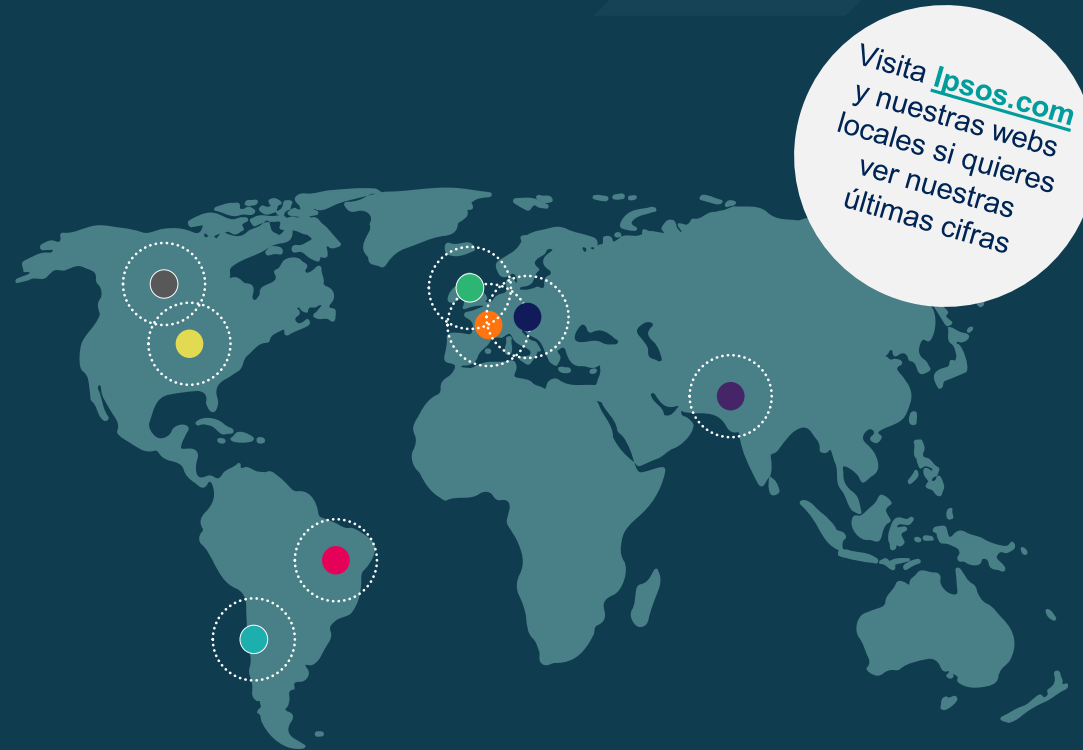 Visita Ipsos.com
y nuestras webs
locales si quieres
ver nuestras
últimas cifras